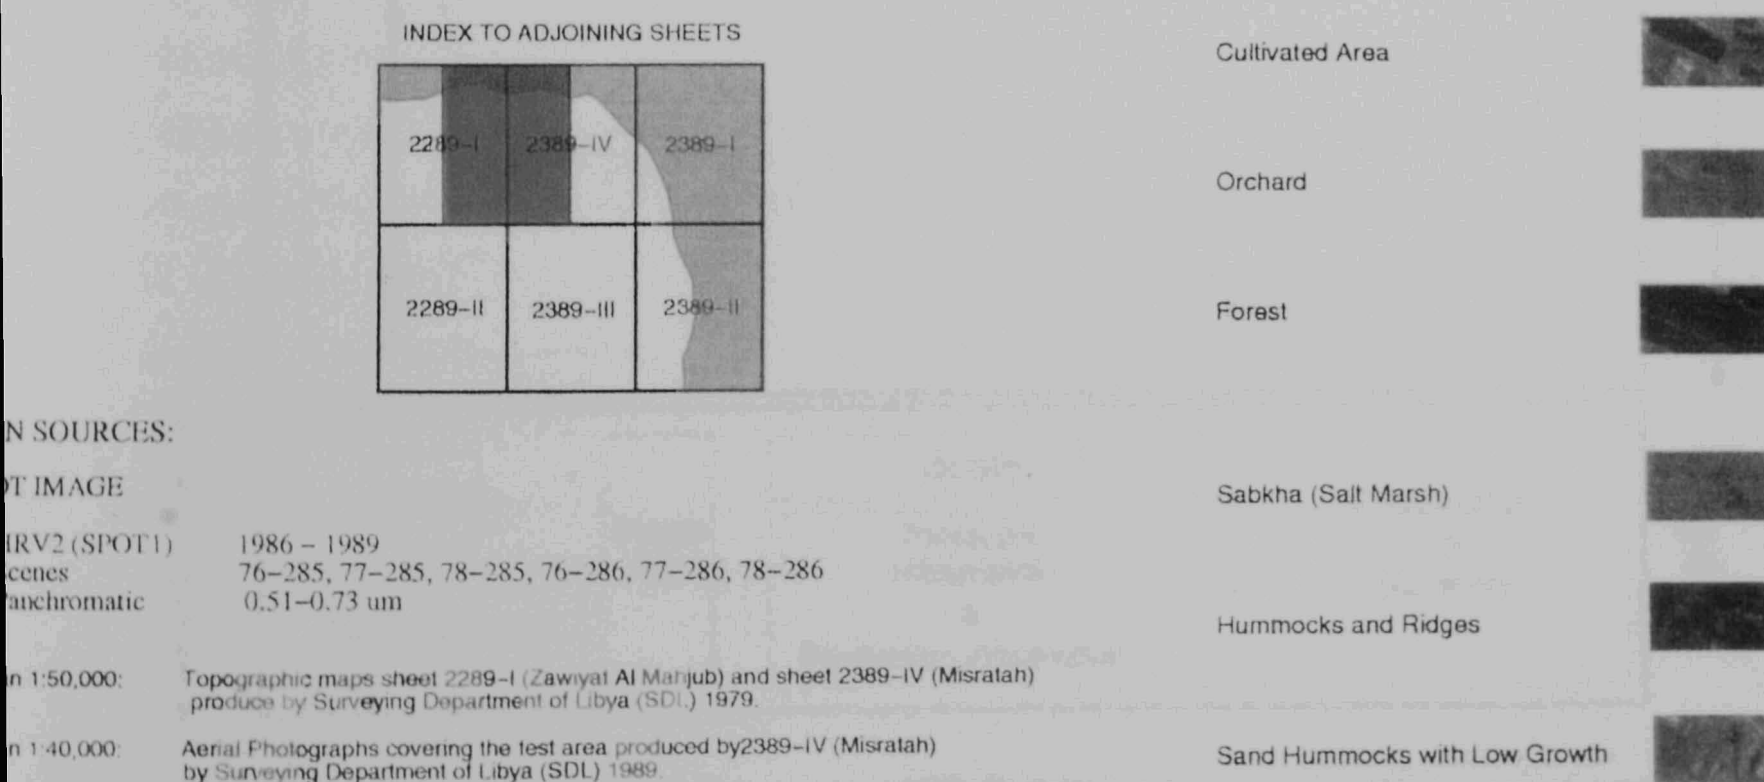 INDEX TO ADJOINING SHEETS
2289-I 2389-IV 2389-I
2289-II 2389-III 2389-II
N SOURCES:
OT IMAGE
HRV2 (SPOT1) 1986 – 1989
cenes 76–285, 77–285, 78–285, 76–286, 77–286, 78–286
anchromatic 0.51–0.73 um
n 1:50,000: Topographic maps sheet 2289-I (Zawiyat Al Manjub) and sheet 2389-IV (Misratah)
produce by Surveying Department of Libya (SDL) 1979.
n 1:40,000: Aerial Photographs covering the test area produced by2389-IV (Misratah)
by Surveying Department of Libya (SDL) 1989.
Cultivated Area
Orchard
Forest
Sabkha (Salt Marsh)
Hummocks and Ridges
Sand Hummocks with Low Growth